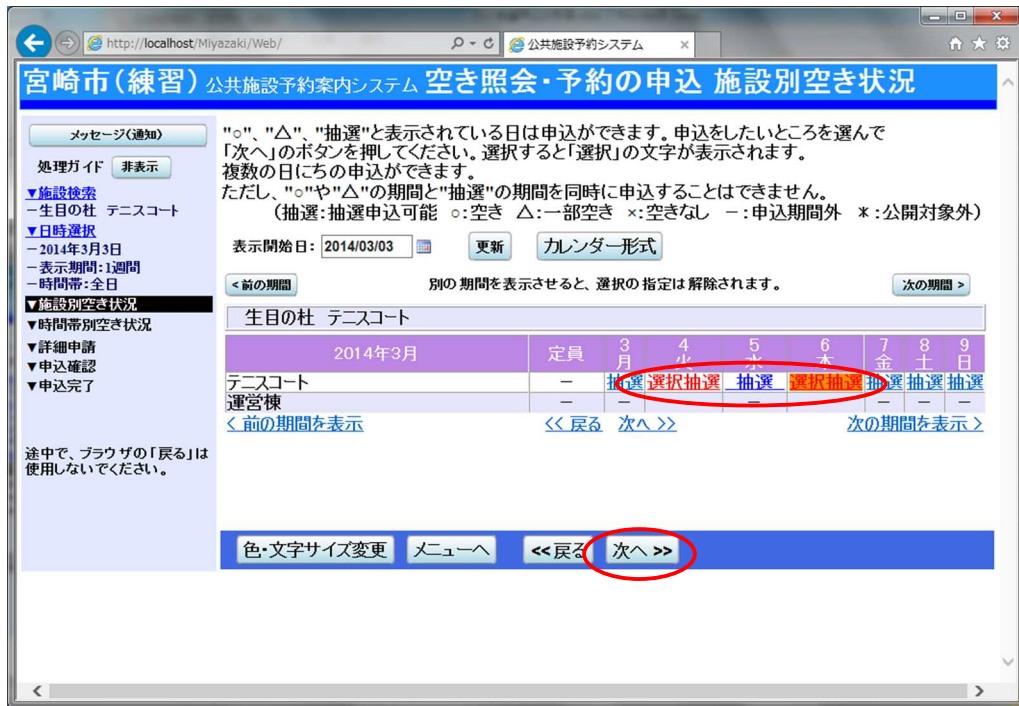 http://localhost/Miyazaki/Web/
公共施設予約システム
宮崎市(練習) 公共施設予約案内システム 空き照会・予約の申込 施設別空き状況
メッセージ(通知)
処理ガイド 非表示
▼施設検索
－生目の杜 テニスコート
▼日時選択
－2014年3月3日
－表示期間:1週間
－時間帯:全日
▼施設別空き状況
▼時間帯別空き状況
▼詳細申請
▼申込確認
▼申込完了
途中で、ブラウザの「戻る」は
使用しないでください。
"○"、"△"、"抽選"と表示されている日は申込ができます。申込をしたいところを選んで
「次へ」のボタンを押してください。選択すると「選択」の文字が表示されます。
複数の日にちの申込ができます。
ただし、"○"や"△"の期間と"抽選"の期間を同時に申込することはできません。
(抽選:抽選申込可能 ○:空き △:一部空き ×:空きなし －:申込期間外 ＊:公開対象外)
表示開始日: 2014/03/03 更新 カレンダー形式
<前の期間 別の期間を表示させると、選択の指定は解除されます。 次の期間 >
生目の杜 テニスコート
2014年3月 定員 3 4 5 6 7 8 9
月 火 水 木 金 土 日
テニスコート － 抽選 選択抽選 抽選 選択抽選 抽選 抽選 抽選
運営棟 － － － － － －
< 前の期間を表示 << 戻る 次へ >> 次の期間を表示 >
色・文字サイズ変更 メニューへ <<戻る 次へ >>